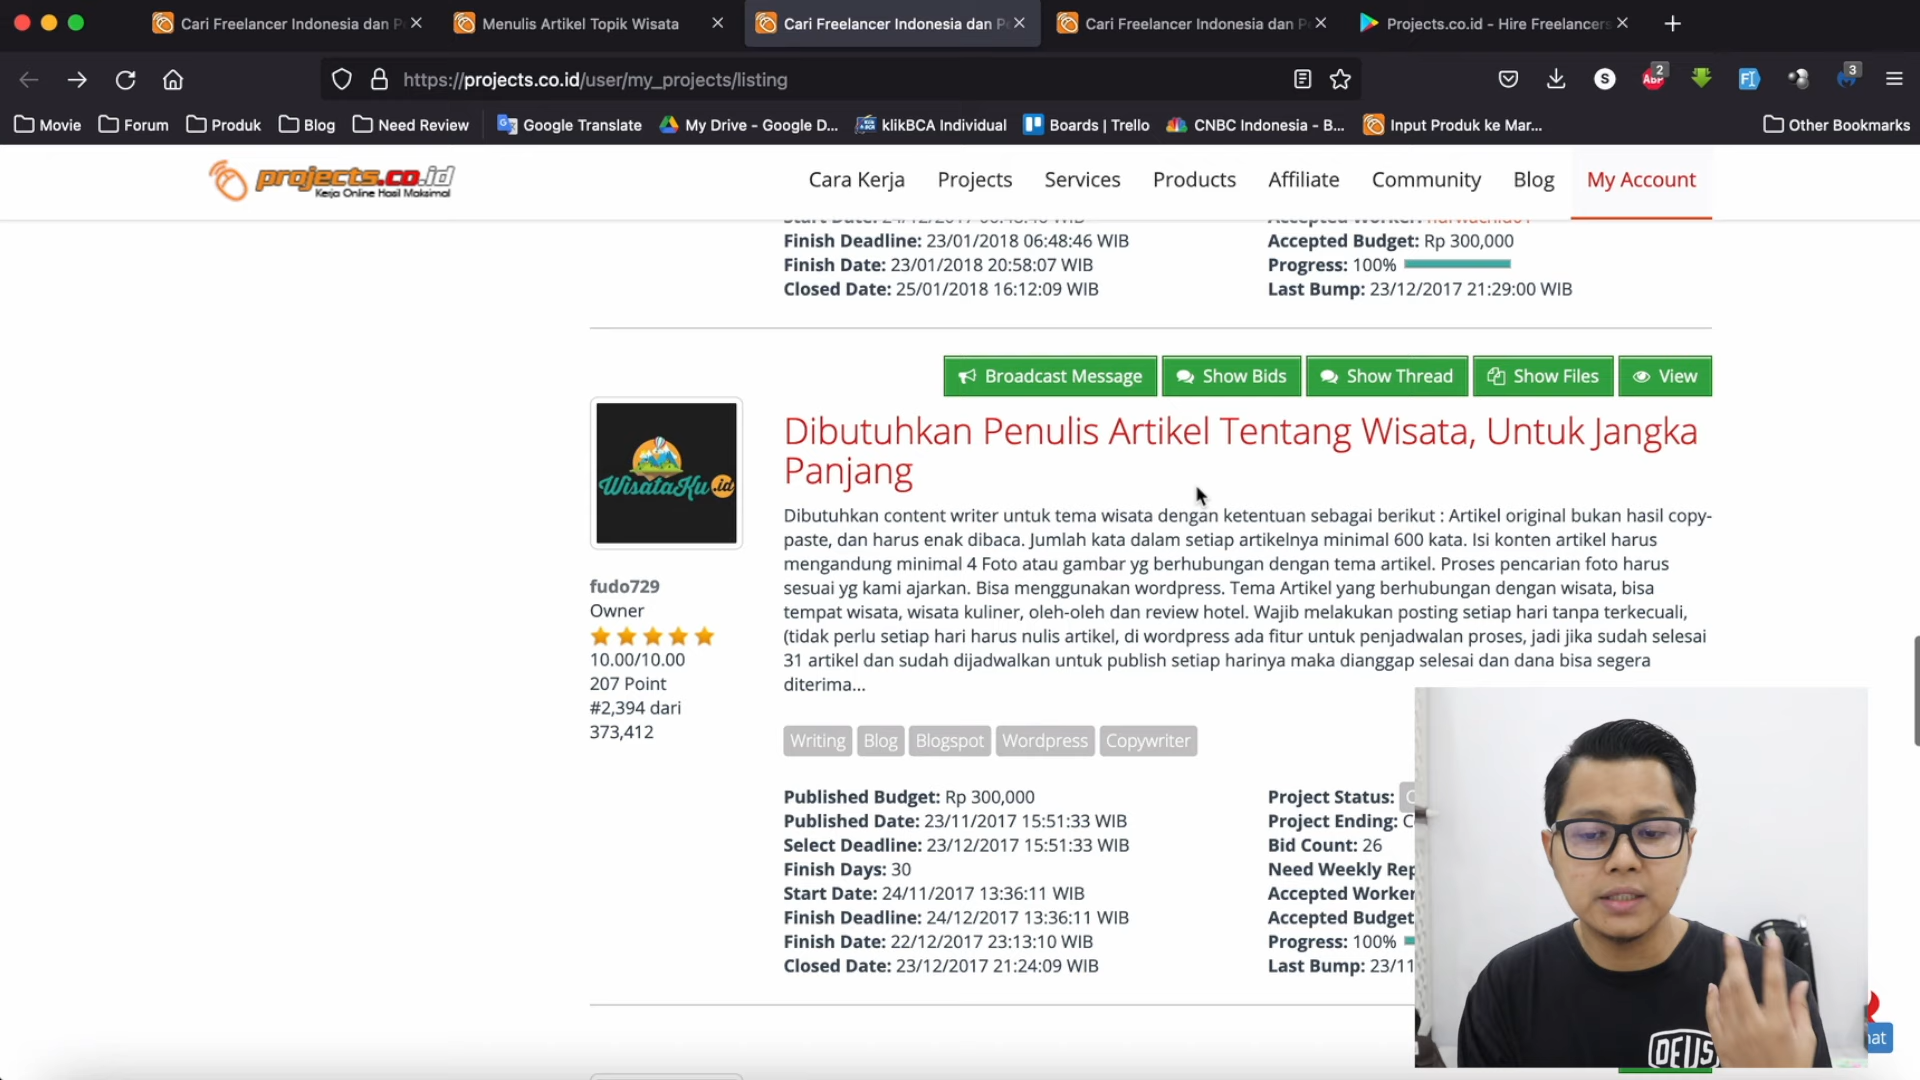 Cari Freelancer Indonesia dan P
Menulis Artikel Topik Wisata
Cari Freelancer Indonesia dan P
Cari Freelancer Indonesia dan P
Projects.co.id - Hire Freelancers
https://projects.co.id/user/my_projects/listing
S
ABP
2
FI
3
Movie
Forum
Produk
Blog
Need Review
Google Translate
My Drive - Google D...
klikBCA Individual
Boards | Trello
CNBC Indonesia - B...
Input Produk ke Mar...
Other Bookmarks
projects.co.id
Kerja Online Hasil Maksimal
Cara Kerja
Projects
Services
Products
Affiliate
Community
Blog
My Account
Finish Deadline: 23/01/2018 06:48:46 WIB
Finish Date: 23/01/2018 20:58:07 WIB
Closed Date: 25/01/2018 16:12:09 WIB
Accepted Budget: Rp 300,000
Progress: 100%
Last Bump: 23/12/2017 21:29:00 WIB
Broadcast Message
Show Bids
Show Thread
Show Files
View
WisataKu.id
fudo729
Owner
10.00/10.00
207 Point
#2,394 dari
373,412
Dibutuhkan Penulis Artikel Tentang Wisata, Untuk Jangka
Panjang
Dibutuhkan content writer untuk tema wisata dengan ketentuan sebagai berikut : Artikel original bukan hasil copy-
paste, dan harus enak dibaca. Jumlah kata dalam setiap artikelnya minimal 600 kata. Isi konten artikel harus
mengandung minimal 4 Foto atau gambar yg berhubungan dengan tema artikel. Proses pencarian foto harus
sesuai yg kami ajarkan. Bisa menggunakan wordpress. Tema Artikel yang berhubungan dengan wisata, bisa
tempat wisata, wisata kuliner, oleh-oleh dan review hotel. Wajib melakukan posting setiap hari tanpa terkecuali,
(tidak perlu setiap hari harus nulis artikel, di wordpress ada fitur untuk penjadwalan proses, jadi jika sudah selesai
31 artikel dan sudah dijadwalkan untuk publish setiap harinya maka dianggap selesai dan dana bisa segera
diterima...
Writing
Blog
Blogspot
Wordpress
Copywriter
Published Budget: Rp 300,000
Published Date: 23/11/2017 15:51:33 WIB
Select Deadline: 23/12/2017 15:51:33 WIB
Finish Days: 30
Start Date: 24/11/2017 13:36:11 WIB
Finish Deadline: 24/12/2017 13:36:11 WIB
Finish Date: 22/12/2017 23:13:10 WIB
Closed Date: 23/12/2017 21:24:09 WIB
Project Status:
Project Ending: C
Bid Count: 26
Need Weekly Rep
Accepted Worker
Accepted Budget
Progress: 100%
Last Bump: 23/11
DEUS
hat